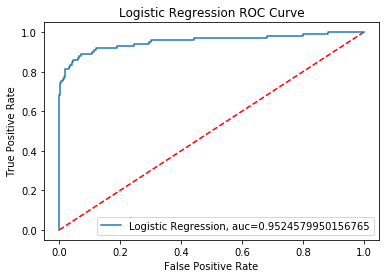 Logistic Regression ROC Curve
True Positive Rate
1.0
0.8
0.6
0.4
0.2
0.0
Logistic Regression, auc=0.9524579950156765
0.0 0.2 0.4 0.6 0.8 1.0
False Positive Rate